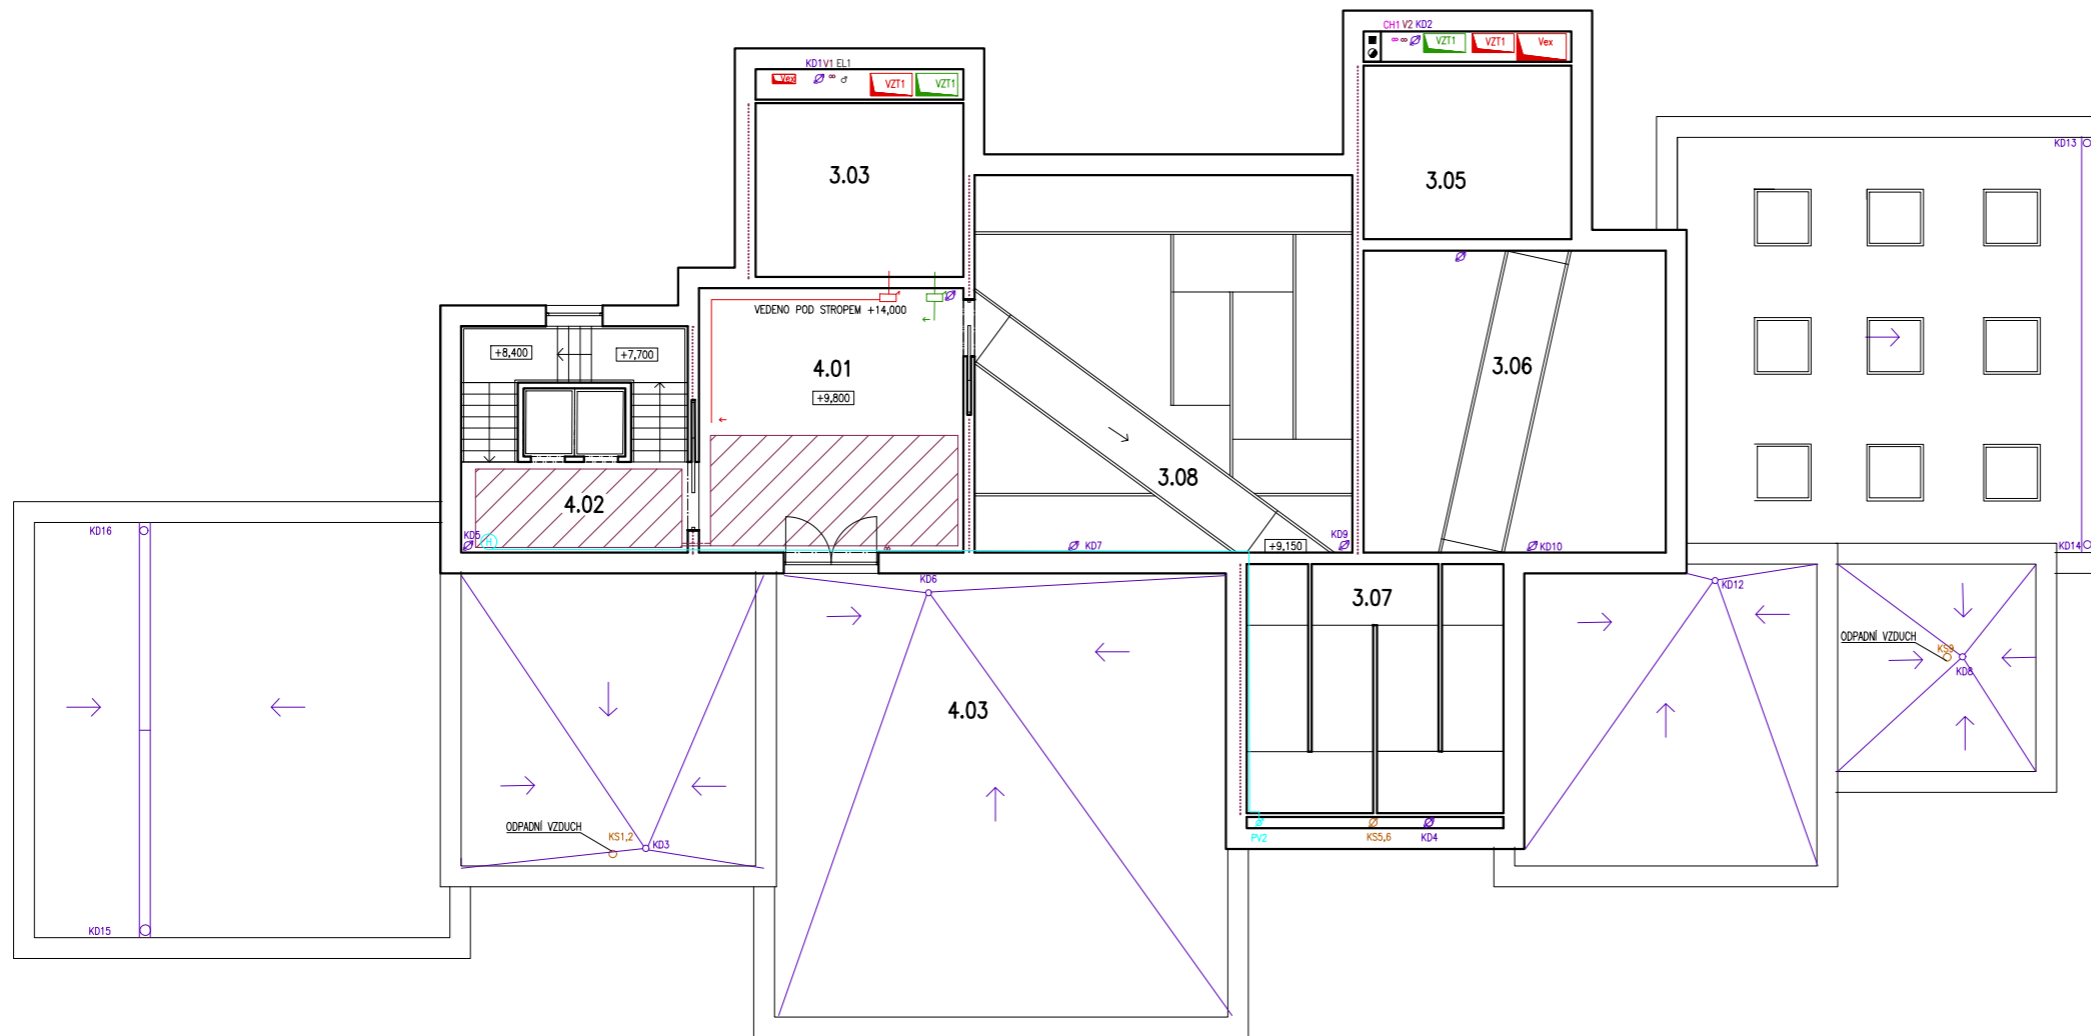 CH1 V2 KD2
VZT1 VZT1 Vex
KD1 V1 EL1
Vex VZT1 VZT1
KD13
3.03
3.05
VEDENO POD STROPEM +14,000
+8,400 +7,700
4.01
3.06
+9,800
3.08
4.02
KD16
KD5
H
KD7
+9,150
KD9
KD10
KD14
KD6
KD12
3.07
ODPADNÍ VZDUCH
KS9
KD8
4.03
ODPADNÍ VZDUCH
KS1,2
KD3
PV2
KS5,6
KD4
KD15